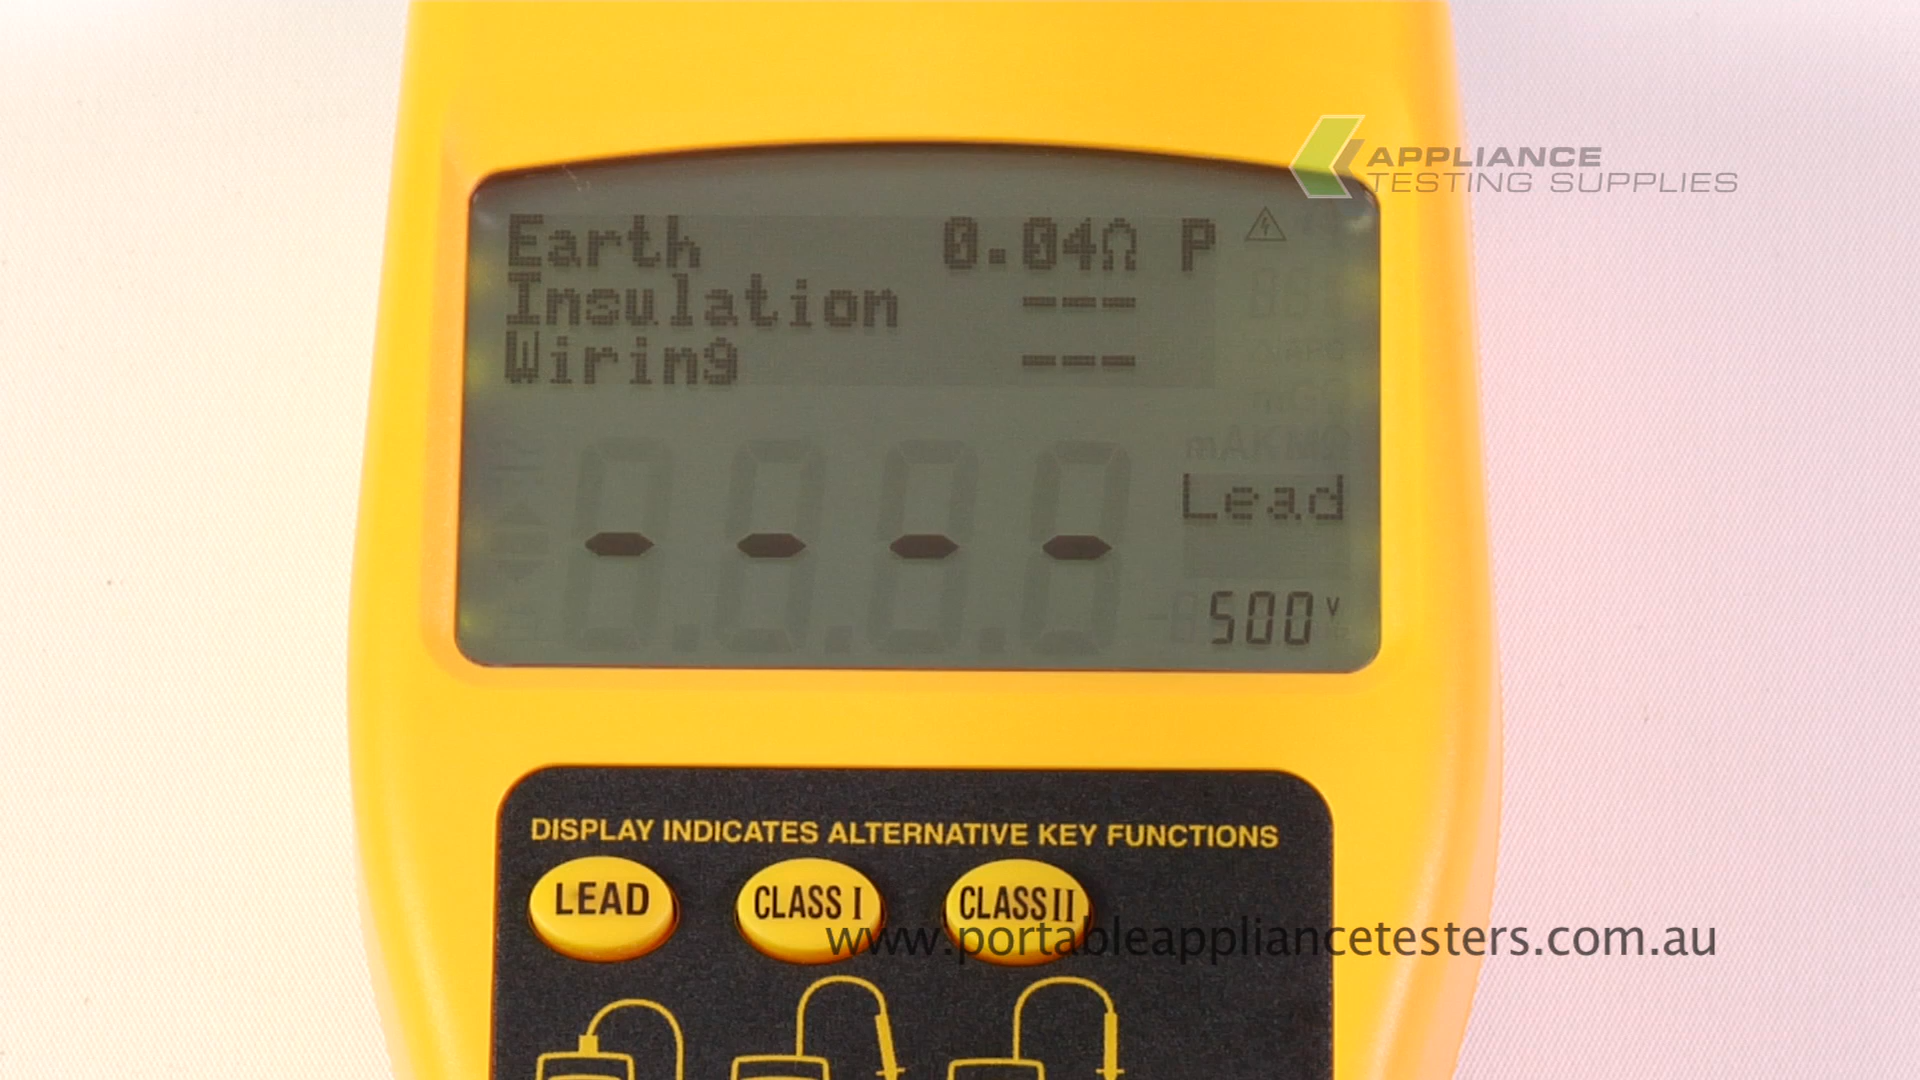 APPLIANCE
TESTING SUPPLIES
Earth 0.04Ω P
Insulation ---
Wiring ---
- - - -
Lead
500 V
DISPLAY INDICATES ALTERNATIVE KEY FUNCTIONS
LEAD CLASS I CLASS II
www.portableappliancetesters.com.au